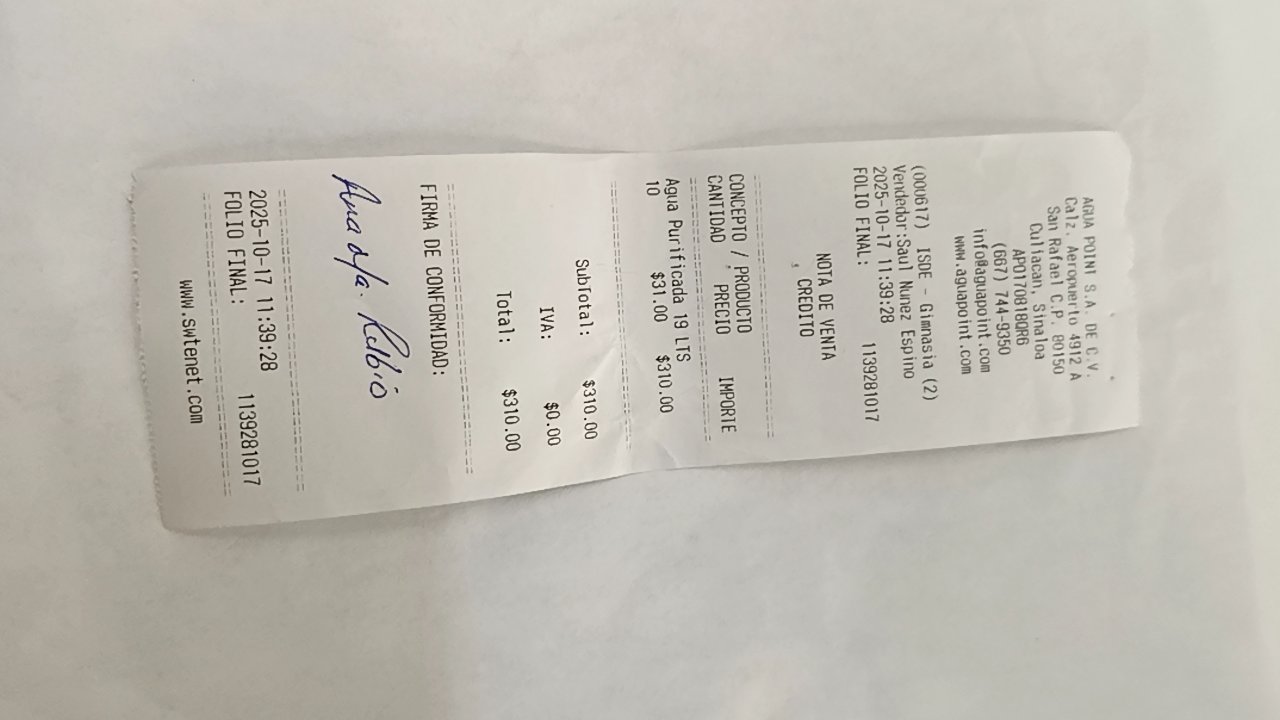 AGUA POINT S.A. DE C.V.
Calz. Aeropuerto 4912 A
San Rafael C.P. 80150
Culiacan, Sinaloa
APO170818QR6
(667) 744-9350
info@aguapoint.com
www.aguapoint.com
(000617) ISDE - Gimnasia (2)
Vendedor:Saul Nunez Espino
2025-10-17 11:39:28
FOLIO FINAL: 1139281017
NOTA DE VENTA
CREDITO
CONCEPTO / PRODUCTO
CANTIDAD PRECIO IMPORTE
Agua Purificada 19 LTS
10 $31.00 $310.00
SubTotal: $310.00
IVA: $0.00
Total: $310.00
FIRMA DE CONFORMIDAD:
2025-10-17 11:39:28
FOLIO FINAL: 1139281017
www.swtenet.com